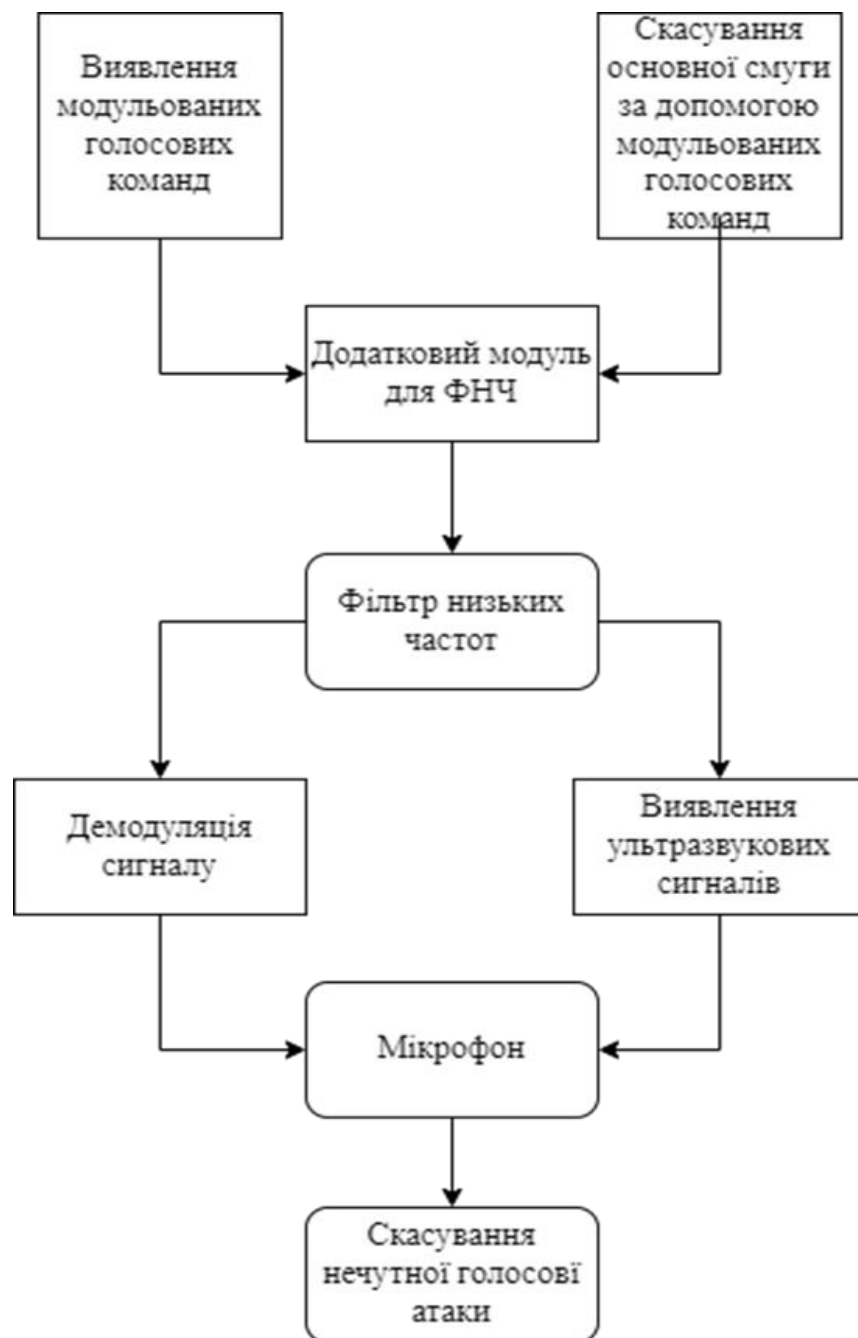 Виявлення
модульованих
голосових
команд
Скасування
основної смуги
за допомогою
модульованих
голосових
команд
Додатковий модуль
для ФНЧ
Фільтр низьких
частот
Демодуляція
сигналу
Виявлення
ультразвукових
сигналів
Мікрофон
Скасування
нечутної голосові
атаки